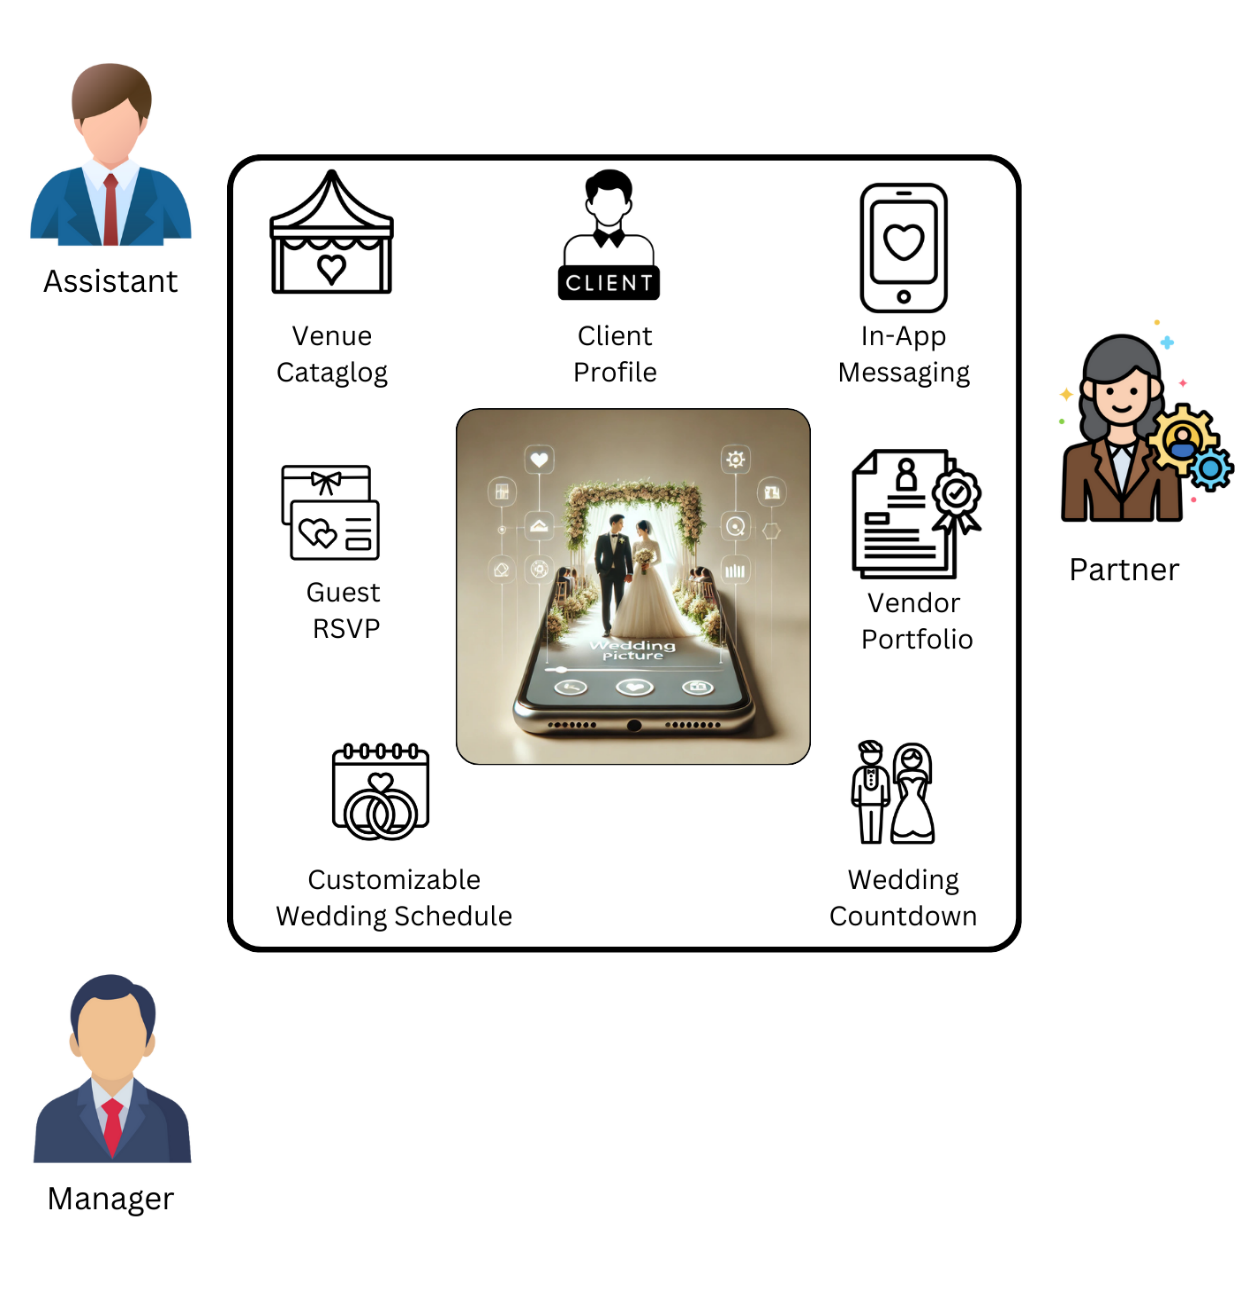 Assistant
CLIENT
Venue
Cataglog
Client
Profile
In-App
Messaging
Guest
RSVP
Wedding
Picture
Vendor
Portfolio
Partner
Customizable
Wedding Schedule
Wedding
Countdown
Manager